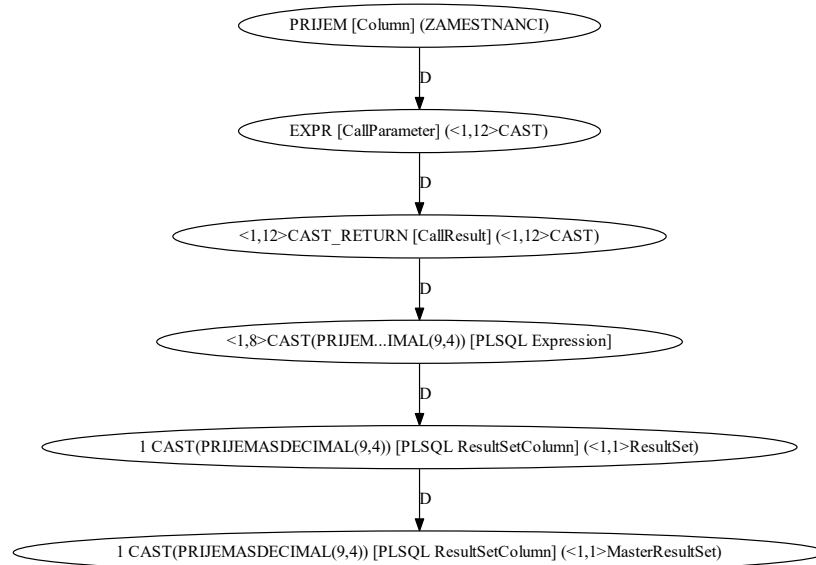 PRIJEM [Column] (ZAMESTNANCI)
D
EXPR [CallParameter] (<1,12>CAST)
D
<1,12>CAST_RETURN [CallResult] (<1,12>CAST)
D
<1,8>CAST(PRIJEM...IMAL(9,4)) [PLSQL Expression]
D
1 CAST(PRIJEMASDECIMAL(9,4)) [PLSQL ResultSetColumn] (<1,1>ResultSet)
D
1 CAST(PRIJEMASDECIMAL(9,4)) [PLSQL ResultSetColumn] (<1,1>MasterResultSet)